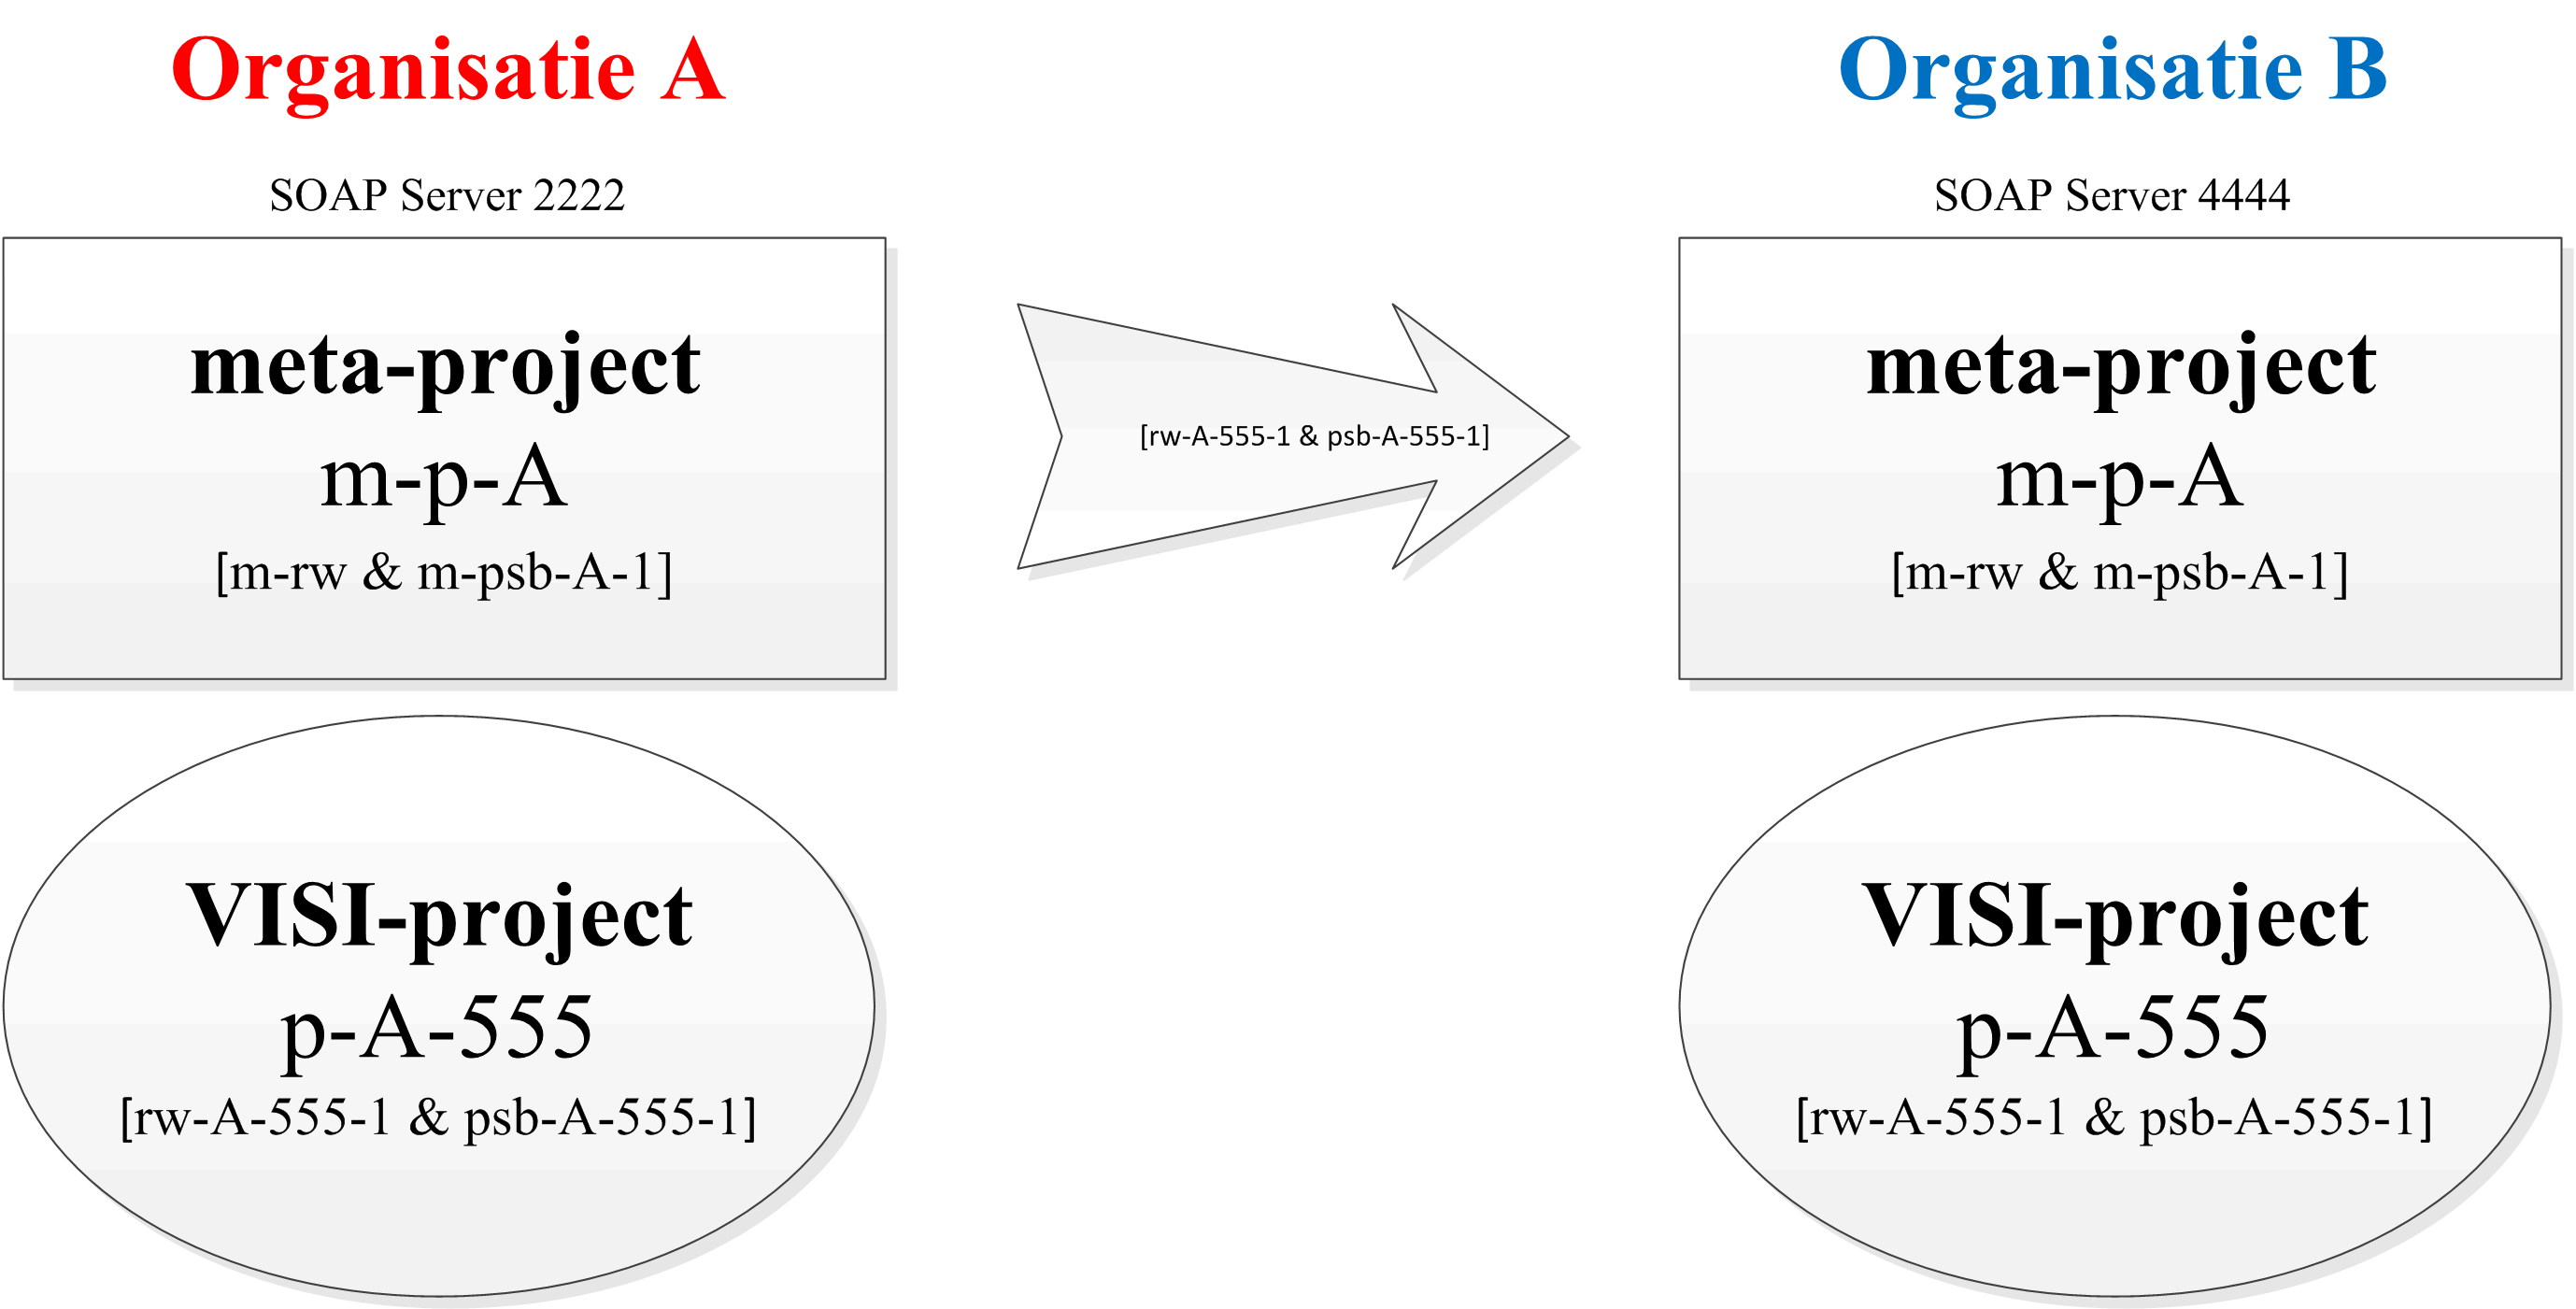 Organisatie A
SOAP Server 2222
meta-project
m-p-A
[m-rw & m-psb-A-1]
VISI-project
p-A-555
[rw-A-555-1 & psb-A-555-1]
[rw-A-555-1 & psb-A-555-1]
Organisatie B
SOAP Server 4444
meta-project
m-p-A
[m-rw & m-psb-A-1]
VISI-project
p-A-555
[rw-A-555-1 & psb-A-555-1]